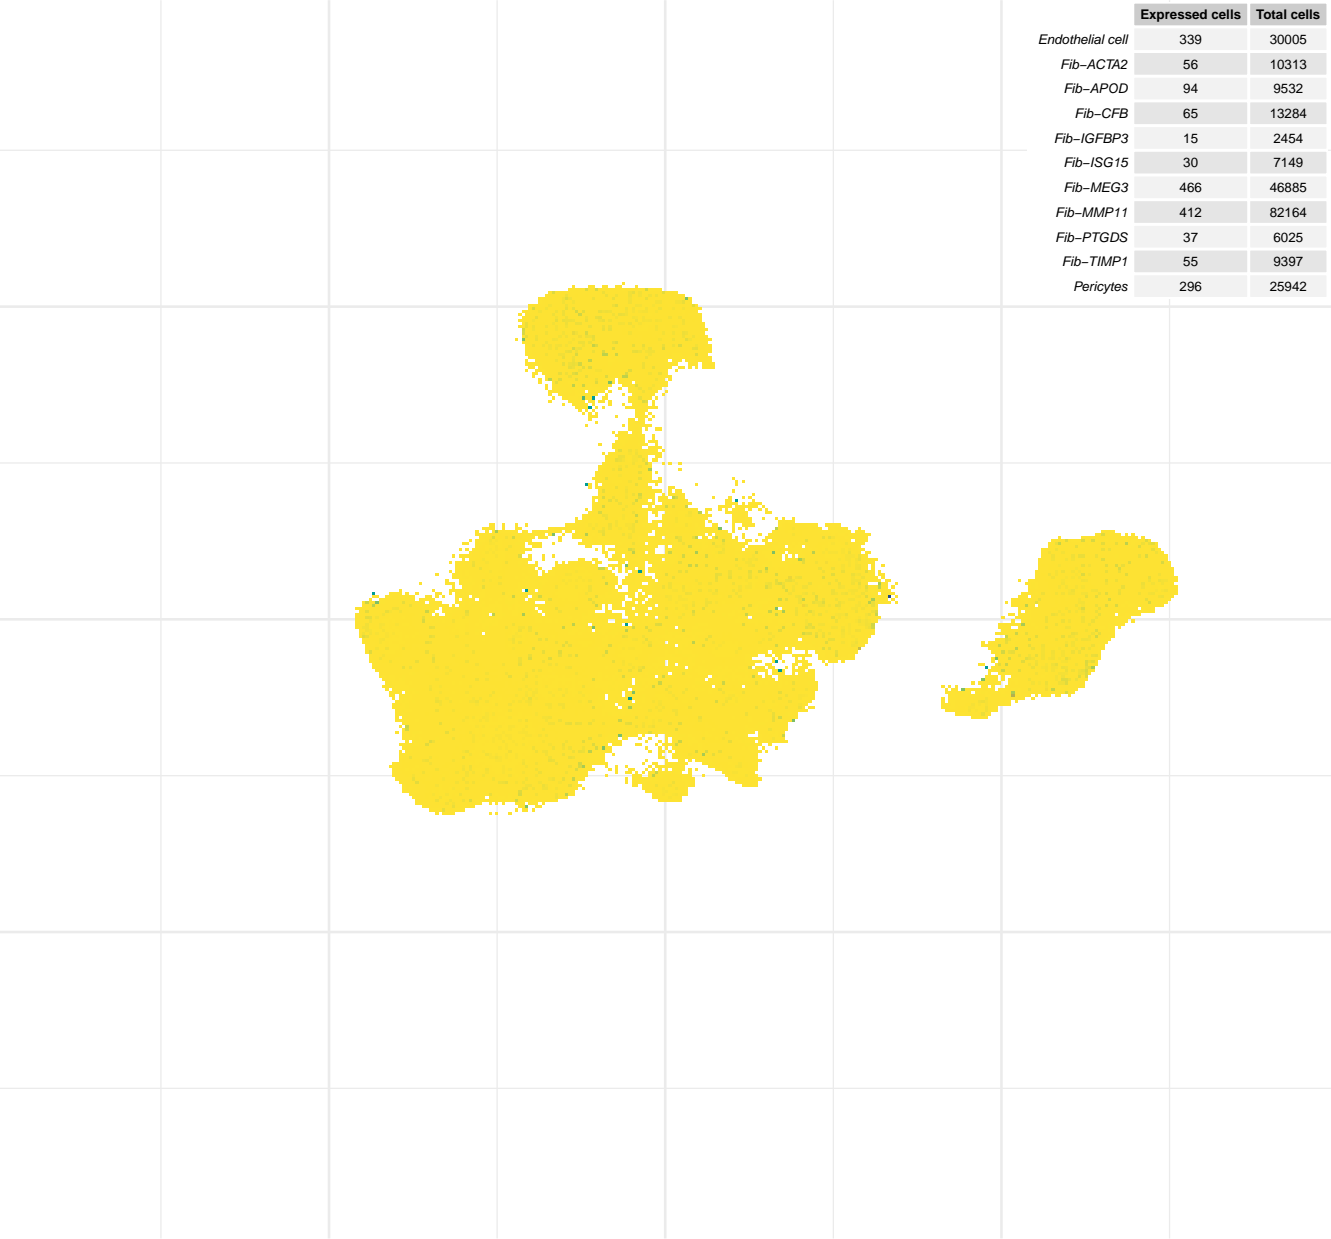 Expressed cells Total cells
Endothelial cell 339 30005
Fib−ACTA2 56 10313
Fib−APOD 94 9532
Fib−CFB 65 13284
Fib−IGFBP3 15 2454
Fib−ISG15 30 7149
Fib−MEG3 466 46885
Fib−MMP11 412 82164
Fib−PTGDS 37 6025
Fib−TIMP1 55 9397
Pericytes 296 25942